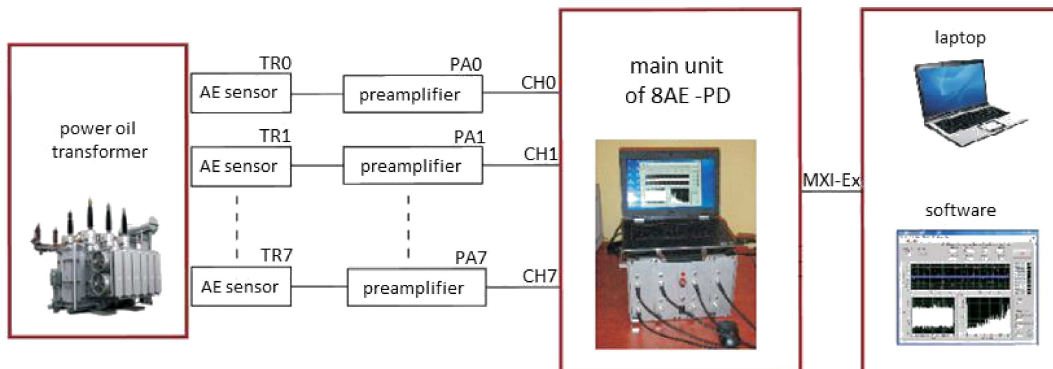 power oil
transformer
TR0
AE sensor
PA0
preamplifier
CH0
TR1
AE sensor
PA1
preamplifier
CH1
TR7
AE sensor
PA7
preamplifier
CH7
main unit
of 8AE -PD
MXI-Ex
laptop
software